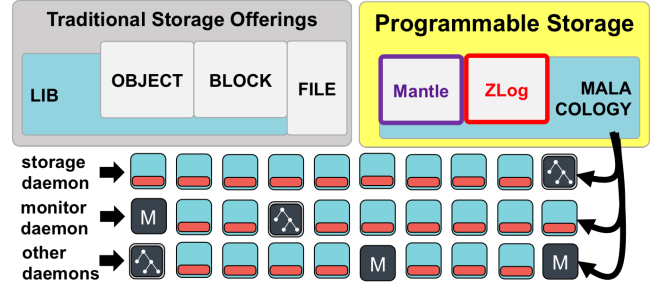 Traditional Storage Offerings
LIB
OBJECT
BLOCK
FILE
Programmable Storage
Mantle
ZLog
MALA
COLOGY
storage
daemon
monitor
daemon
M
other
daemons
M
M